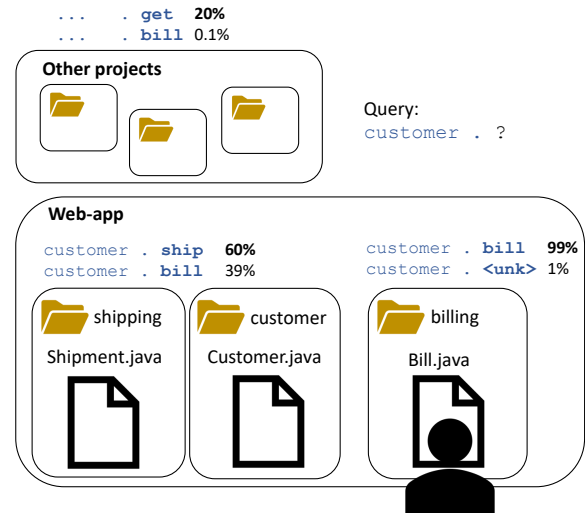 ... . get 20%
... . bill 0.1%
Other projects
Query:
customer . ?
Web-app
customer . ship 60%
customer . bill 39%
customer . bill 99%
customer . <unk> 1%
shipping
customer
billing
Shipment.java
Customer.java
Bill.java